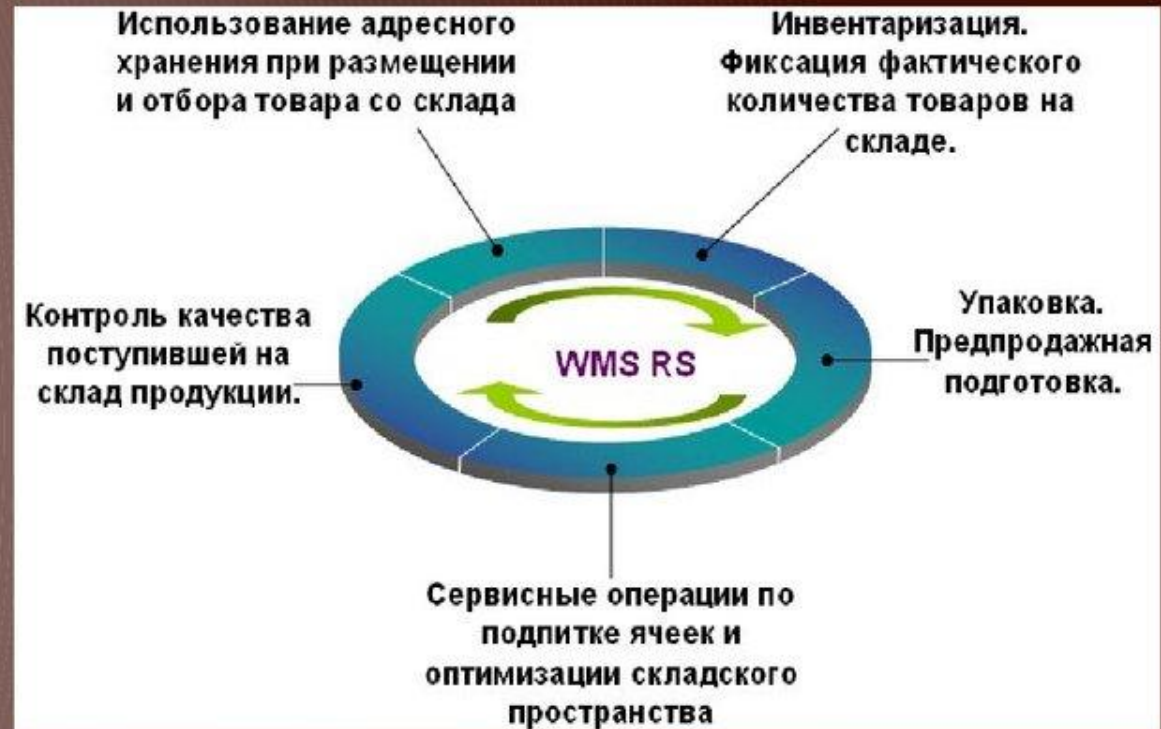 Использование адресного
хранения при размещении
и отбора товара со склада
Инвентаризация.
Фиксация фактического
количества товаров на
складе.
Контроль качества
поступившей на
склад продукции.
WMS RS
Упаковка.
Предпродажная
подготовка.
Сервисные операции по
подпитке ячеек и
оптимизации складского
пространства